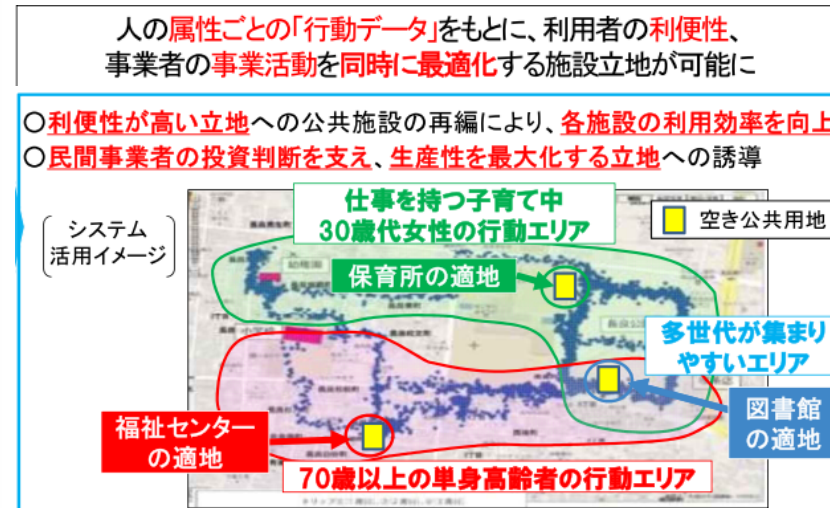 人の属性ごとの「行動データ」をもとに、利用者の利便性、
事業者の事業活動を同時に最適化する施設立地が可能に
○利便性が高い立地への公共施設の再編により、各施設の利用効率を向上
○民間事業者の投資判断を支え、生産性を最大化する立地への誘導
システム
活用イメージ
仕事を持つ子育て中
30歳代女性の行動エリア
空き公共用地
幼稚園
保育所の適地
小学校
長良公園
多世代が集まり
やすいエリア
図書館
の適地
福祉センター
の適地
70歳以上の単身高齢者の行動エリア